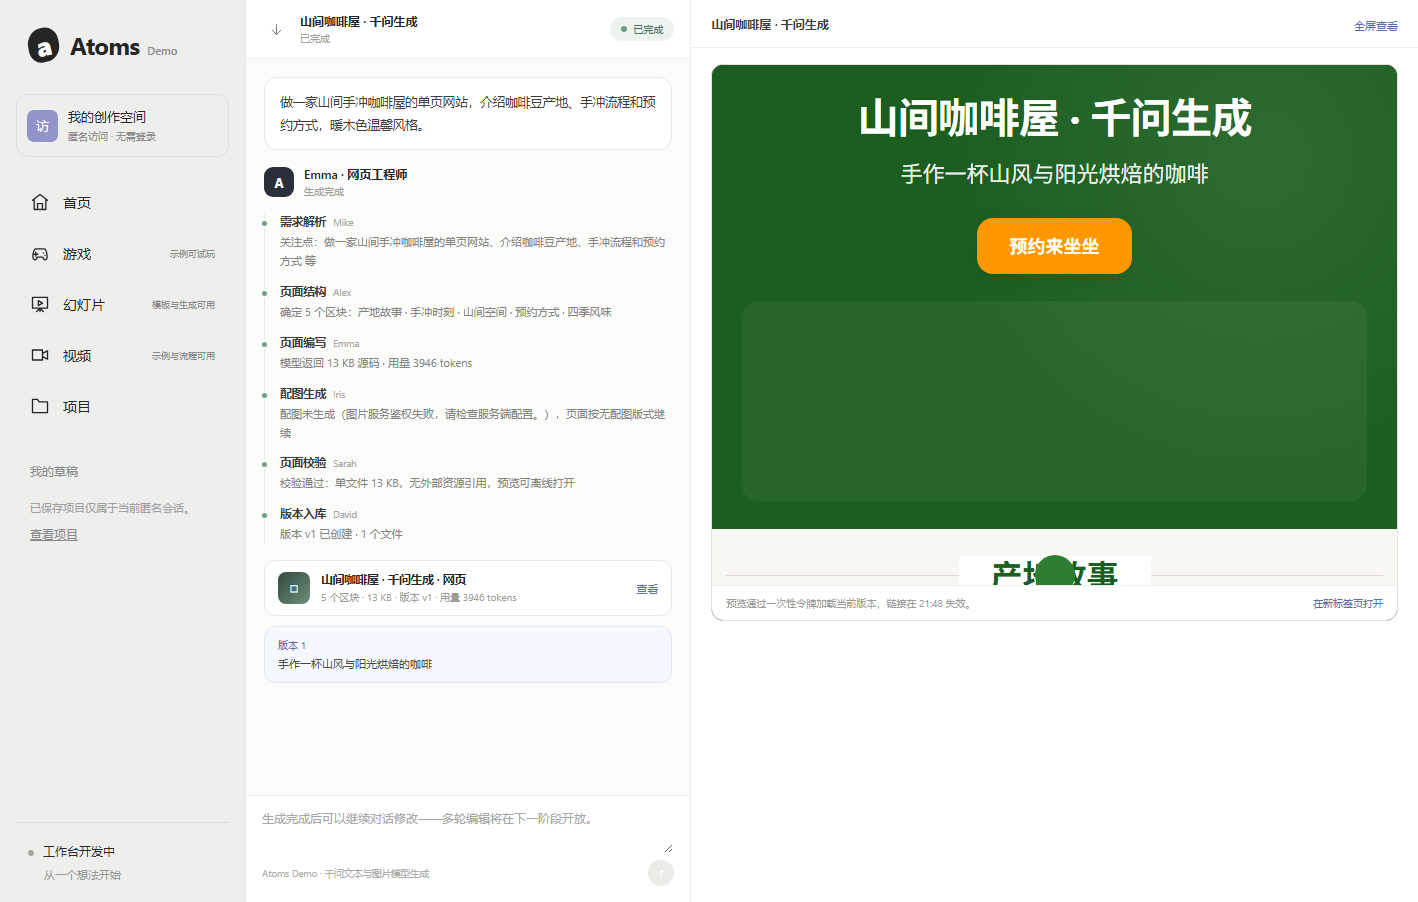 a Atoms Demo
访
我的创作空间
匿名访问 · 无需登录
首页
游戏 示例可试玩
幻灯片 模板与生成可用
视频 示例与流程可用
项目
我的草稿
已保存项目仅属于当前匿名会话。
查看项目
工作台开发中
从一个想法开始
山间咖啡屋 · 千问生成
已完成
已完成
做一家山间手冲咖啡屋的单页网站，介绍咖啡豆产地、手冲流程和预
约方式，暖木色温馨风格。
A
Emma · 网页工程师
生成完成
需求解析 Mike
关注点：做一家山间手冲咖啡屋的单页网站、介绍咖啡豆产地、手冲流程和预约
方式 等
页面结构 Alex
确定 5 个区块：产地故事 · 手冲时刻 · 山间空间 · 预约方式 · 四季风味
页面编写 Emma
模型返回 13 KB 源码 · 用量 3946 tokens
配图生成 Iris
配图未生成（图片服务鉴权失败，请检查服务端配置。），页面按无配图版式继
续
页面校验 Sarah
校验通过：单文件 13 KB，无外部资源引用，预览可离线打开
版本入库 David
版本 v1 已创建 · 1 个文件
山间咖啡屋 · 千问生成 · 网页
5 个区块 · 13 KB · 版本 v1 · 用量 3946 tokens
查看
版本 1
手作一杯山风与阳光烘焙的咖啡
生成完成后可以继续对话修改——多轮编辑将在下一阶段开放。
Atoms Demo · 千问文本与图片模型生成
山间咖啡屋 · 千问生成
全屏查看
山间咖啡屋 · 千问生成
手作一杯山风与阳光烘焙的咖啡
预约来坐坐
产地故事
预览通过一次性令牌加载当前版本，链接在 21:48 失效。
在新标签页打开